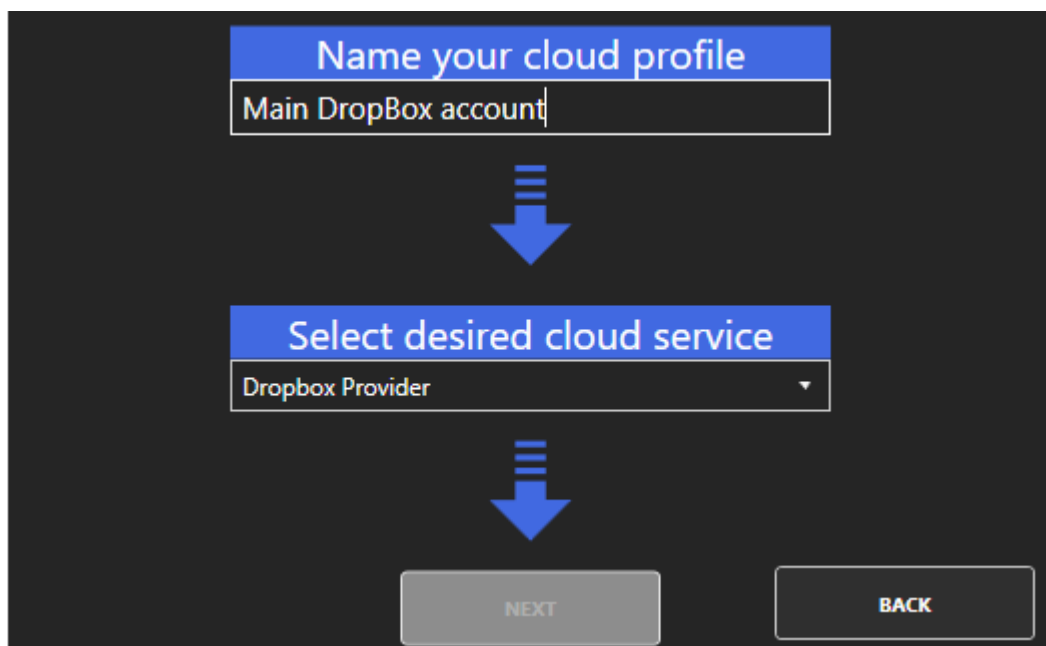 Name your cloud profile
Main DropBox account
Select desired cloud service
Dropbox Provider
NEXT
BACK